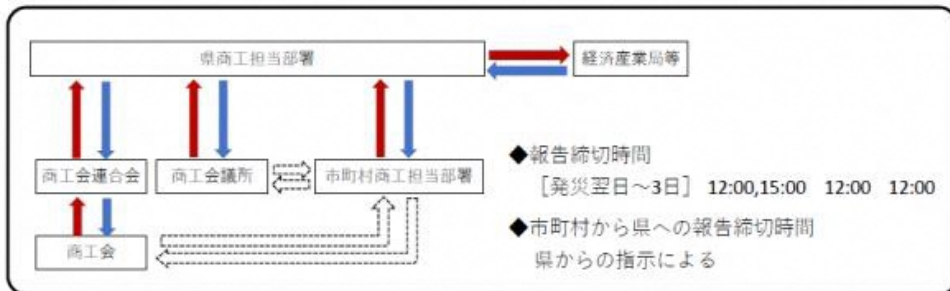 県商工担当部署
経済産業局等
商工会連合会
商工会議所
市町村商工担当部署
商工会
◆報告締切時間
［発災翌日～3日］ 12:00,15:00　12:00　12:00
◆市町村から県への報告締切時間
県からの指示による